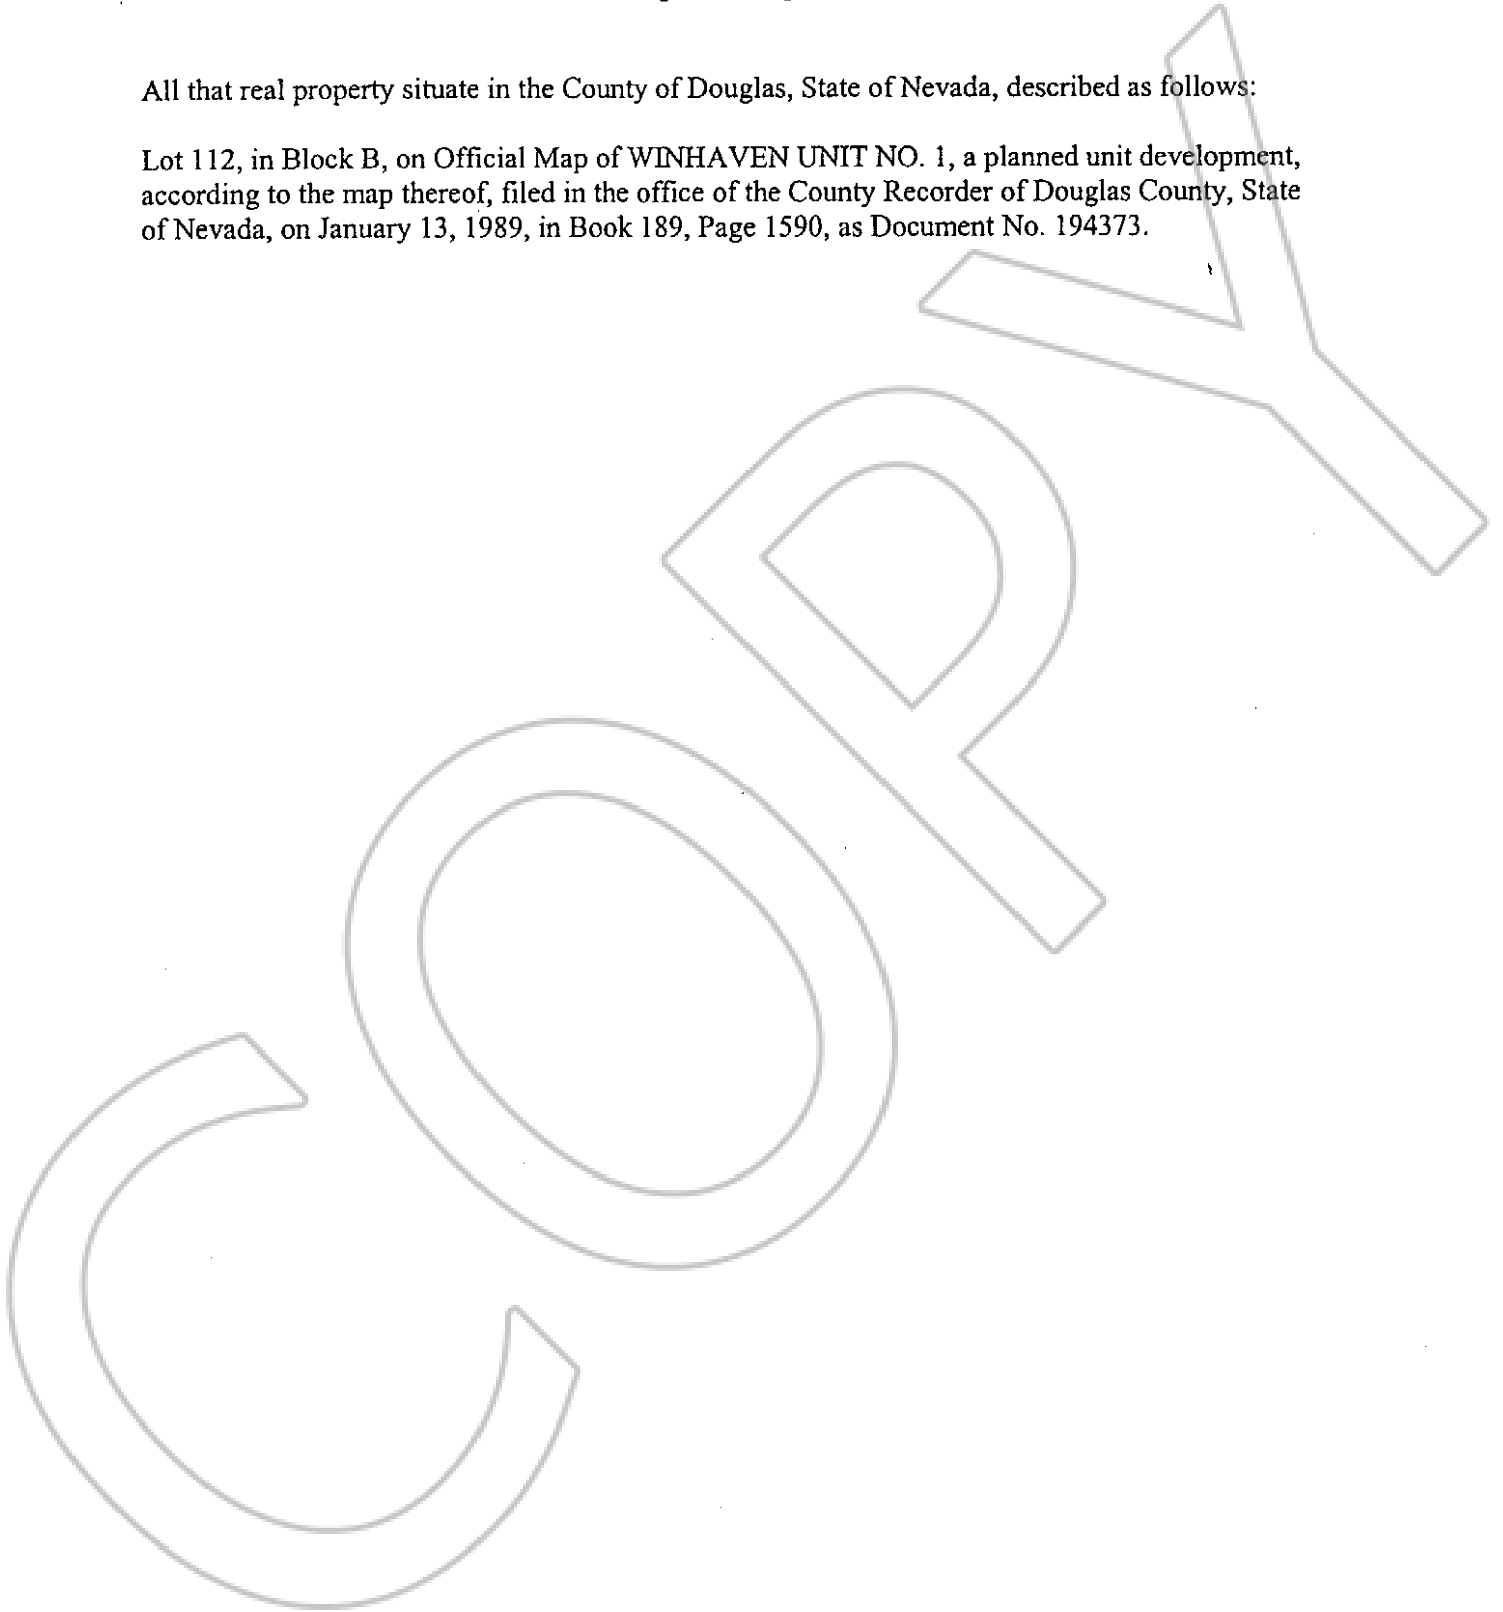 All that real property situate in the County of Douglas, State of Nevada, described as follows:
Lot 112, in Block B, on Official Map of WINHAVEN UNIT NO. 1, a planned unit development,
according to the map thereof, filed in the office of the County Recorder of Douglas County, State
of Nevada, on January 13, 1989, in Book 189, Page 1590, as Document No. 194373.
COPY